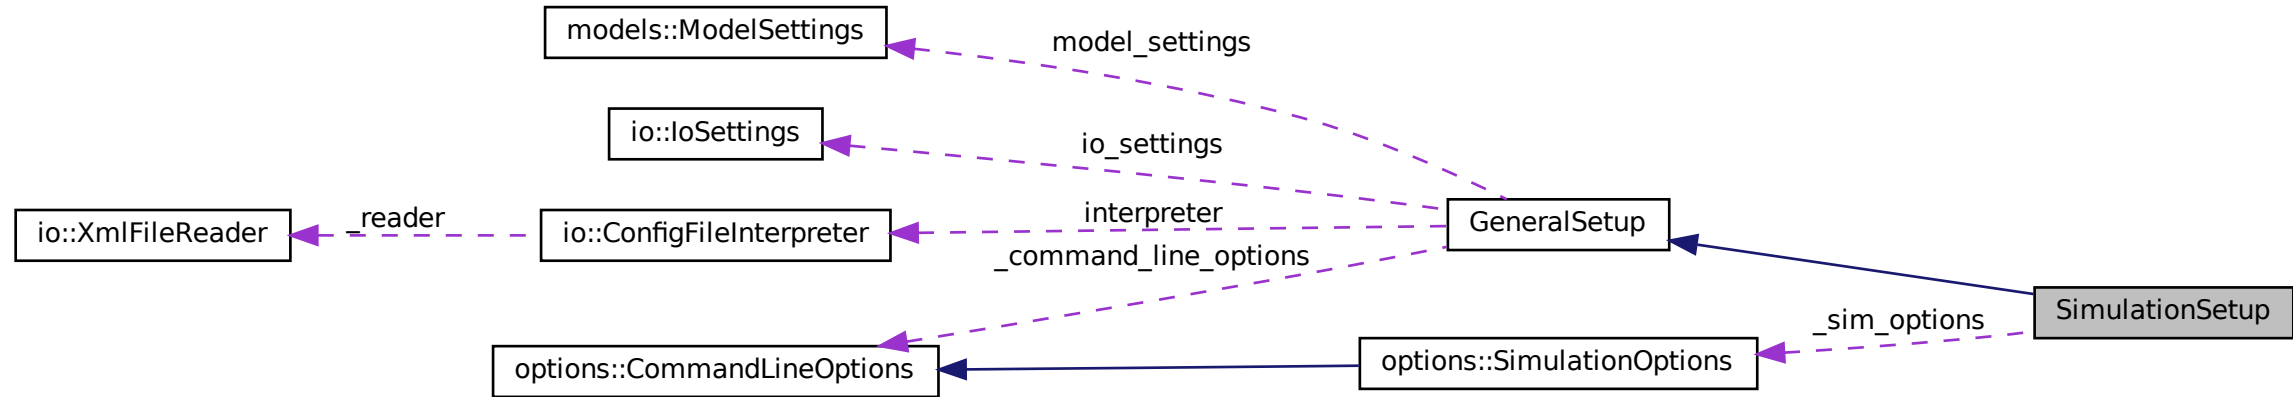 models::ModelSettings
model_settings
io::IoSettings
io_settings
io::XmlFileReader
_reader
io::ConfigFileInterpreter
interpreter
GeneralSetup
_command_line_options
SimulationSetup
_sim_options
options::CommandLineOptions
options::SimulationOptions